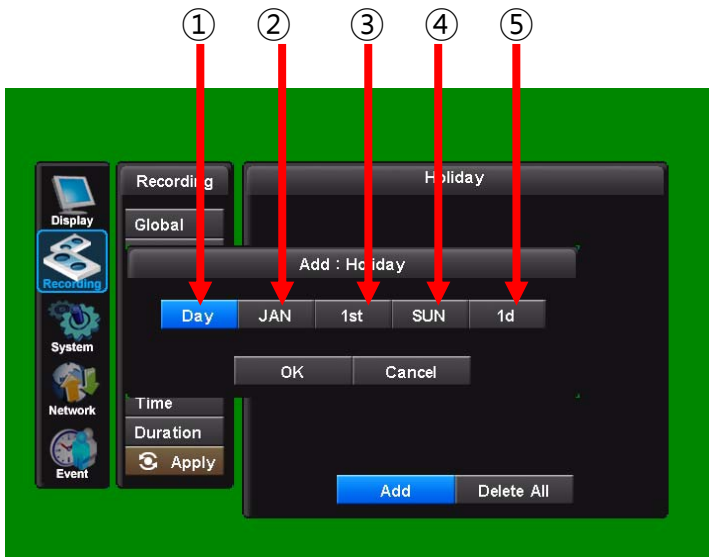 ① ② ③ ④ ⑤
Recording
Holiday
Display
Global
Add : Holiday
Recording
Day JAN 1st SUN 1d
System
OK Cancel
Network
Time
Duration
Apply
Event
Add Delete All